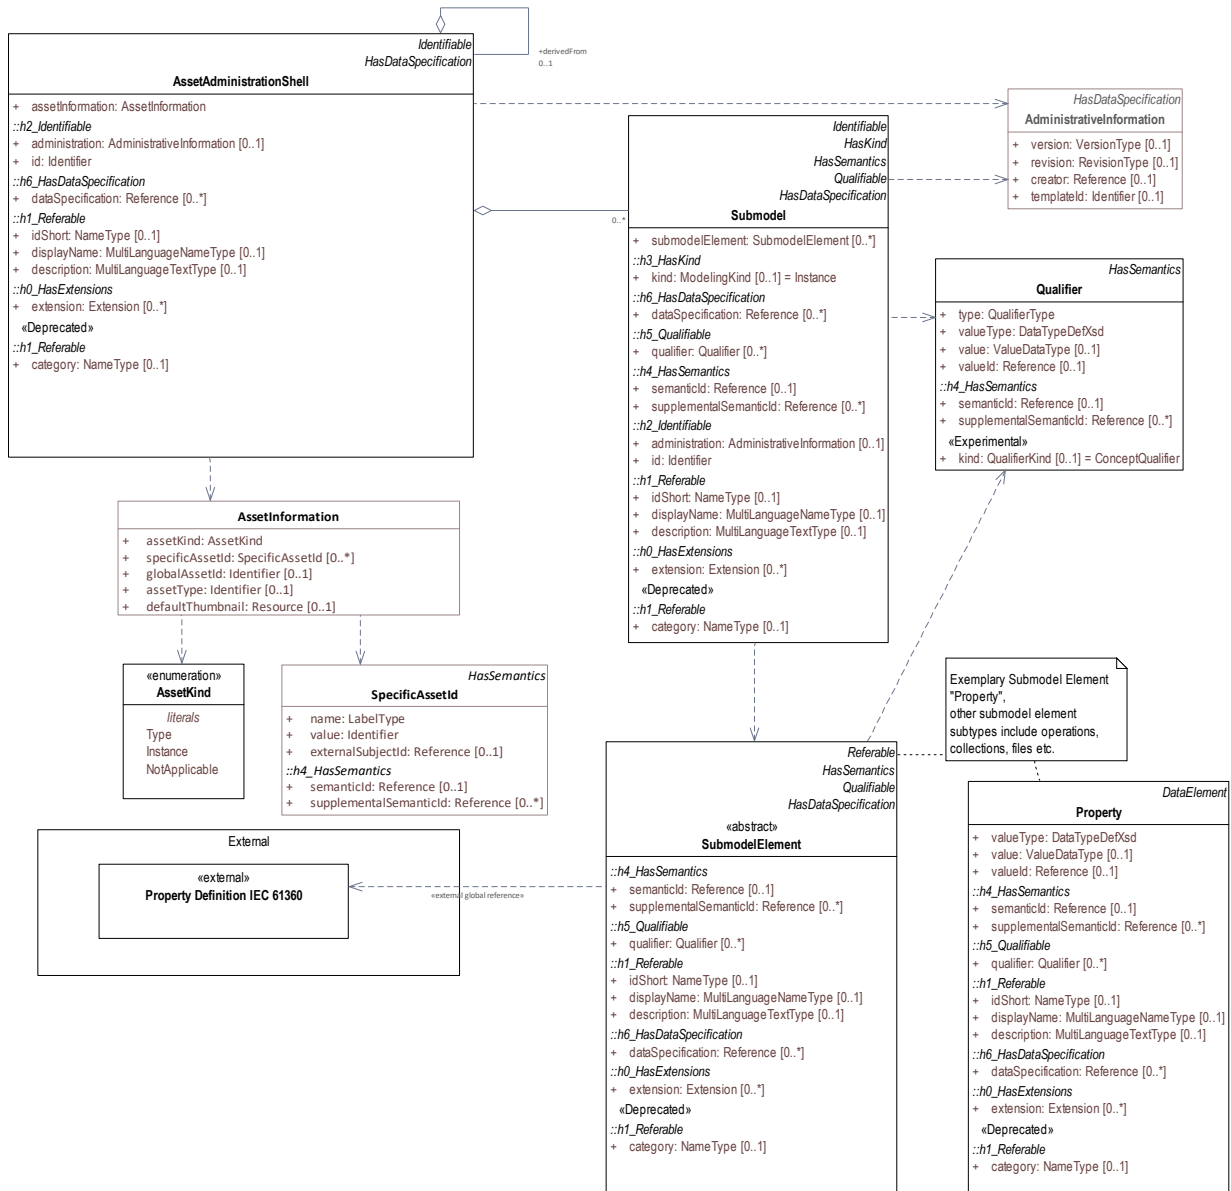 Identifiable
HasDataSpecification
AssetAdministrationShell
+ assetInformation: AssetInformation
::h2_Identifiable
+ administration: AdministrativeInformation [0..1]
+ id: Identifier
::h6_HasDataSpecification
+ dataSpecification: Reference [0..*]
::h1_Referable
+ idShort: NameType [0..1]
+ displayName: MultiLanguageNameType [0..1]
+ description: MultiLanguageTextType [0..1]
::h0_HasExtensions
+ extension: Extension [0..*]
«Deprecated»
::h1_Referable
+ category: NameType [0..1]
+derivedFrom
0..1
0..*
HasDataSpecification
AdministrativeInformation
+ version: VersionType [0..1]
+ revision: RevisionType [0..1]
+ creator: Reference [0..1]
+ templateId: Identifier [0..1]
Identifiable
HasKind
HasSemantics
Qualifiable
HasDataSpecification
Submodel
+ submodelElement: SubmodelElement [0..*]
::h3_HasKind
+ kind: ModelingKind [0..1] = Instance
::h6_HasDataSpecification
+ dataSpecification: Reference [0..*]
::h5_Qualifiable
+ qualifier: Qualifier [0..*]
::h4_HasSemantics
+ semanticId: Reference [0..1]
+ supplementalSemanticId: Reference [0..*]
::h2_Identifiable
+ administration: AdministrativeInformation [0..1]
+ id: Identifier
::h1_Referable
+ idShort: NameType [0..1]
+ displayName: MultiLanguageNameType [0..1]
+ description: MultiLanguageTextType [0..1]
::h0_HasExtensions
+ extension: Extension [0..*]
«Deprecated»
::h1_Referable
+ category: NameType [0..1]
HasSemantics
Qualifier
+ type: QualifierType
+ valueType: DataTypeDefXsd
+ value: ValueDataType [0..1]
+ valueId: Reference [0..1]
::h4_HasSemantics
+ semanticId: Reference [0..1]
+ supplementalSemanticId: Reference [0..*]
«Experimental»
+ kind: QualifierKind [0..1] = ConceptQualifier
AssetInformation
+ assetKind: AssetKind
+ specificAssetId: SpecificAssetId [0..*]
+ globalAssetId: Identifier [0..1]
+ assetType: Identifier [0..1]
+ defaultThumbnail: Resource [0..1]
«enumeration»
AssetKind
literals
Type
Instance
NotApplicable
HasSemantics
SpecificAssetId
+ name: LabelType
+ value: Identifier
+ externalSubjectId: Reference [0..1]
::h4_HasSemantics
+ semanticId: Reference [0..1]
+ supplementalSemanticId: Reference [0..*]
Exemplary Submodel Element
"Property",
other submodel element
subtypes include operations,
collections, files etc.
External
«external»
Property Definition IEC 61360
«external global reference»
Referable
HasSemantics
Qualifiable
HasDataSpecification
«abstract»
SubmodelElement
::h4_HasSemantics
+ semanticId: Reference [0..1]
+ supplementalSemanticId: Reference [0..*]
::h5_Qualifiable
+ qualifier: Qualifier [0..*]
::h1_Referable
+ idShort: NameType [0..1]
+ displayName: MultiLanguageNameType [0..1]
+ description: MultiLanguageTextType [0..1]
::h6_HasDataSpecification
+ dataSpecification: Reference [0..*]
::h0_HasExtensions
+ extension: Extension [0..*]
«Deprecated»
::h1_Referable
+ category: NameType [0..1]
DataElement
Property
+ valueType: DataTypeDefXsd
+ value: ValueDataType [0..1]
+ valueId: Reference [0..1]
::h4_HasSemantics
+ semanticId: Reference [0..1]
+ supplementalSemanticId: Reference [0..*]
::h5_Qualifiable
+ qualifier: Qualifier [0..*]
::h1_Referable
+ idShort: NameType [0..1]
+ displayName: MultiLanguageNameType [0..1]
+ description: MultiLanguageTextType [0..1]
::h6_HasDataSpecification
+ dataSpecification: Reference [0..*]
::h0_HasExtensions
+ extension: Extension [0..*]
«Deprecated»
::h1_Referable
+ category: NameType [0..1]